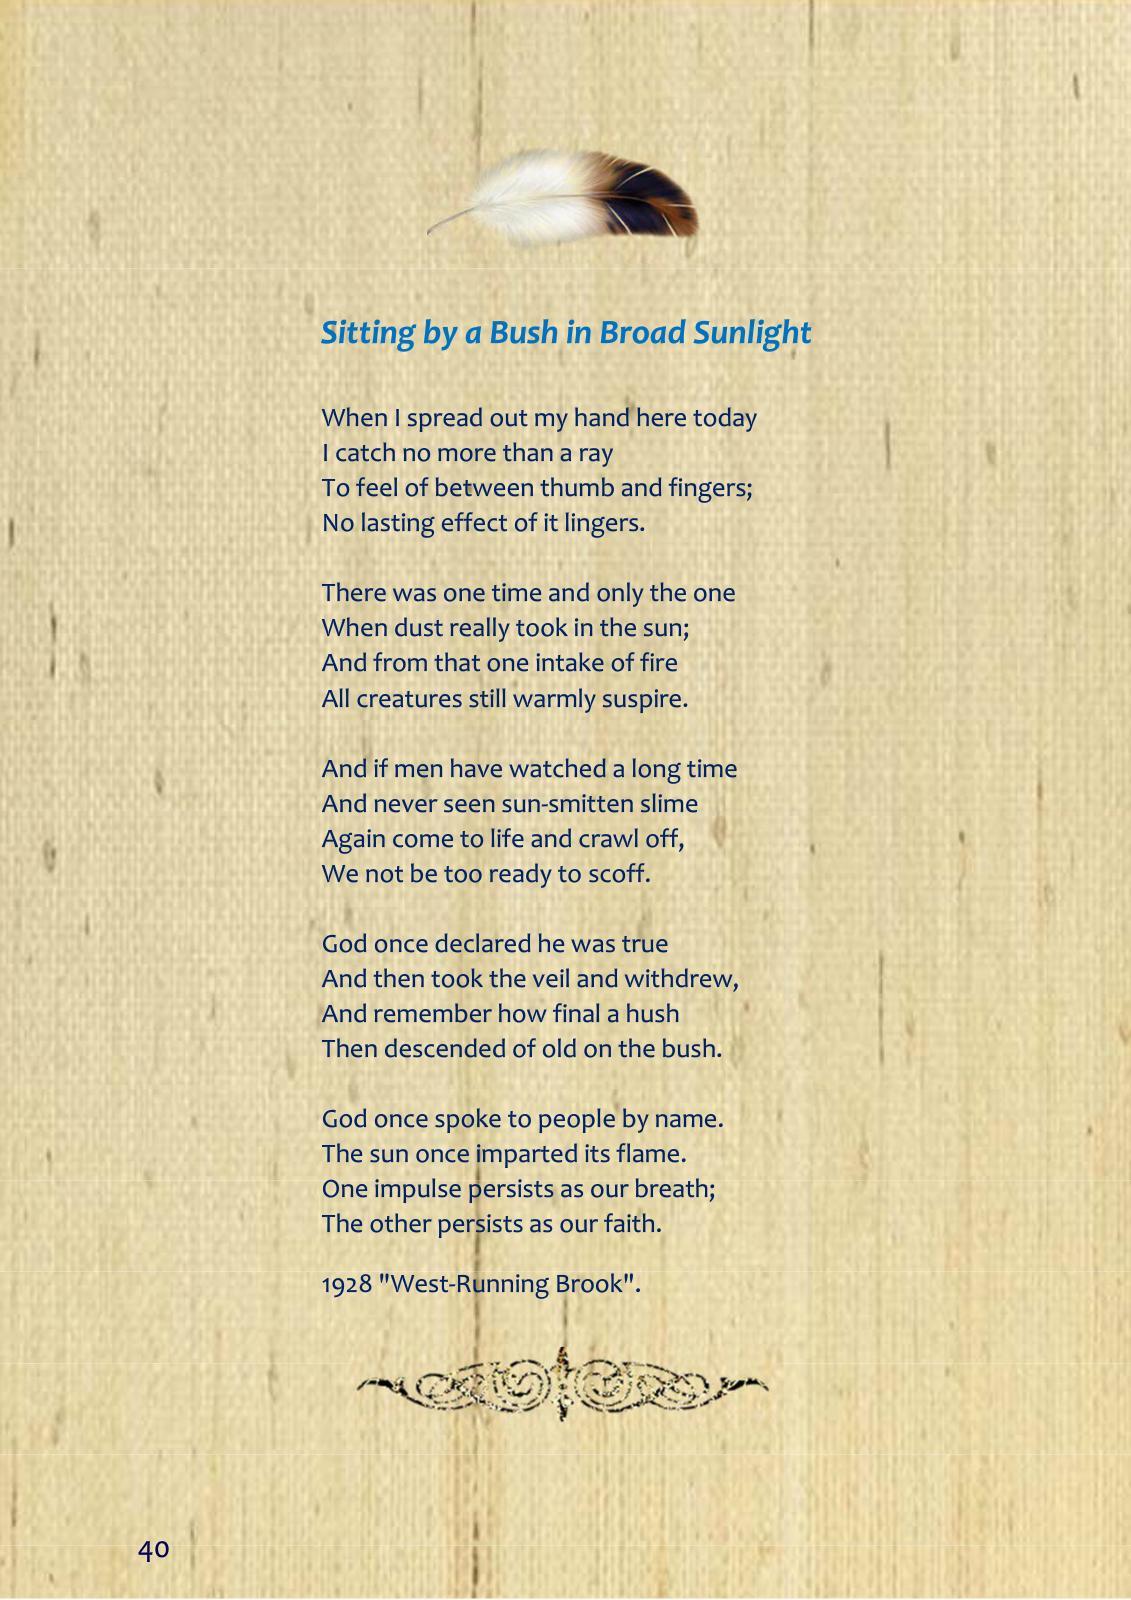 Sitting by a Bush in Broad Sunlight
When I spread out my hand here today
I catch no more than a ray
To feel of between thumb and fingers;
No lasting effect of it lingers.
There was one time and only the one
When dust really took in the sun;
And from that one intake of fire
All creatures still warmly suspire.
And if men have watched a long time
And never seen sun-smitten slime
Again come to life and crawl off,
We not be too ready to scoff.
God once declared he was true
And then took the veil and withdrew,
And remember how final a hush
Then descended of old on the bush.
God once spoke to people by name.
The sun once imparted its flame.
One impulse persists as our breath;
The other persists as our faith.
1928 "West-Running Brook".
40